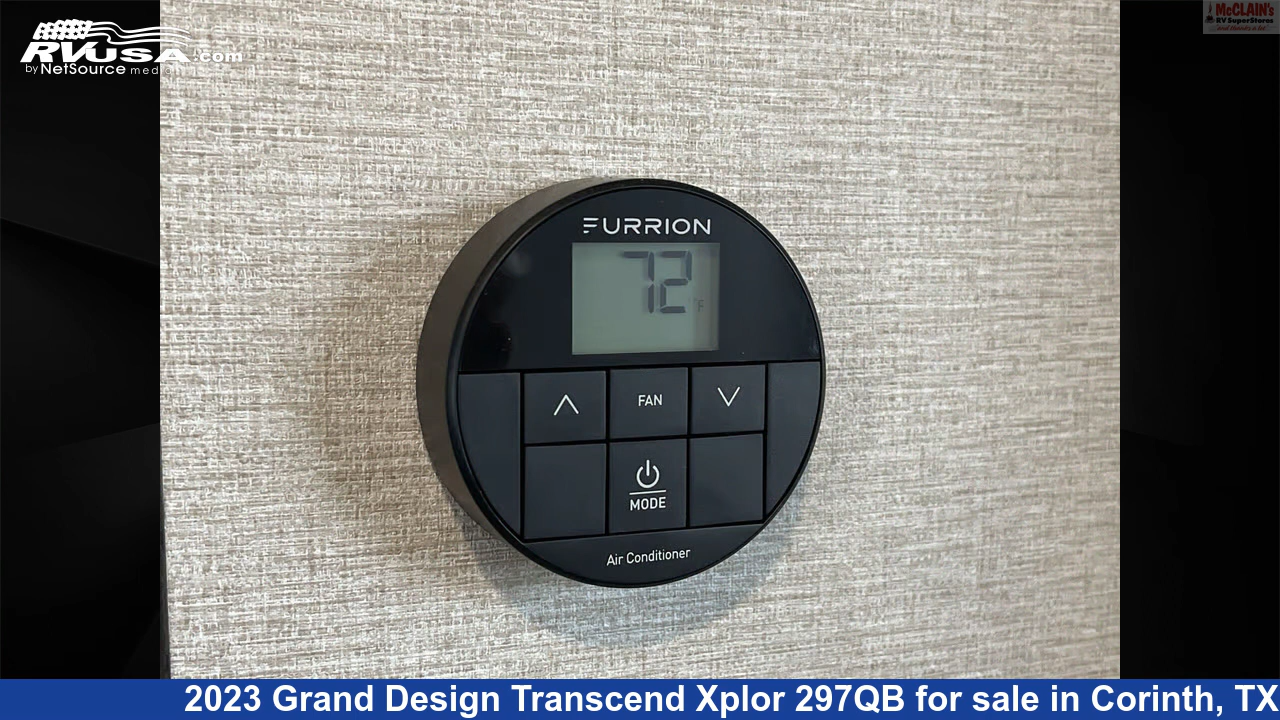 RVUSA.com
by NetSource media
McCLAIN'S
RV SuperStores
FURRION
72 °F
FAN
MODE
Air Conditioner
2023 Grand Design Transcend Xplor 297QB for sale in Corinth, TX